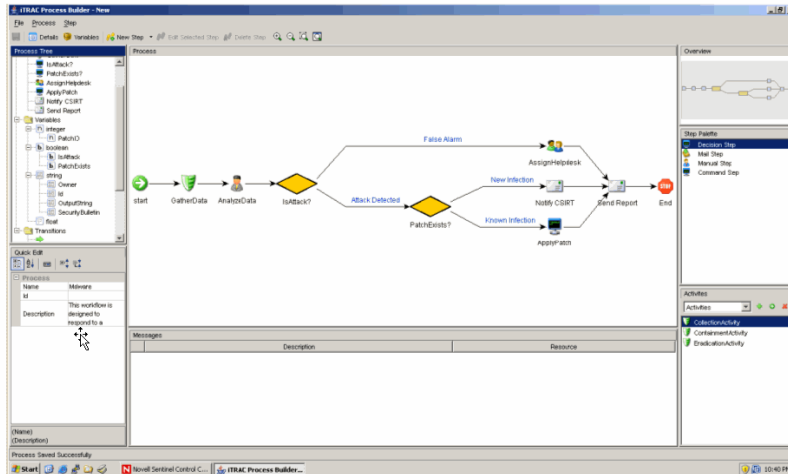 iTRAC Process Builder - New
File Process Step
Details Variables New Step Edit Selected Step Delete Step
Process Tree
IsAttack?
PatchExists?
AssignHelpdesk
ApplyPatch
Notify CSIRT
Send Report
Variables
integer
PatchID
boolean
IsAttack
PatchExists
string
Owner
Id
OutputString
SecurityBulletin
float
Transitions
Quick Edit
Process
Name Malware
Id
Description This workflow is
designed to
respond to a
(Name)
(Description)
Process
start
GatherData
AnalyzeData
IsAttack?
False Alarm
Attack Detected
AssignHelpdesk
PatchExists?
New Infection
Known Infection
Notify CSIRT
ApplyPatch
Send Report
STOP
End
Messages
Description Resource
Overview
Step Palette
Decision Step
Mail Step
Manual Step
Command Step
Activities
Activities
CollectionActivity
ContainmentActivity
EradicationActivity
Process Saved Successfully
Start Novell Sentinel Control C... iTRAC Process Builder... 10:40 PM